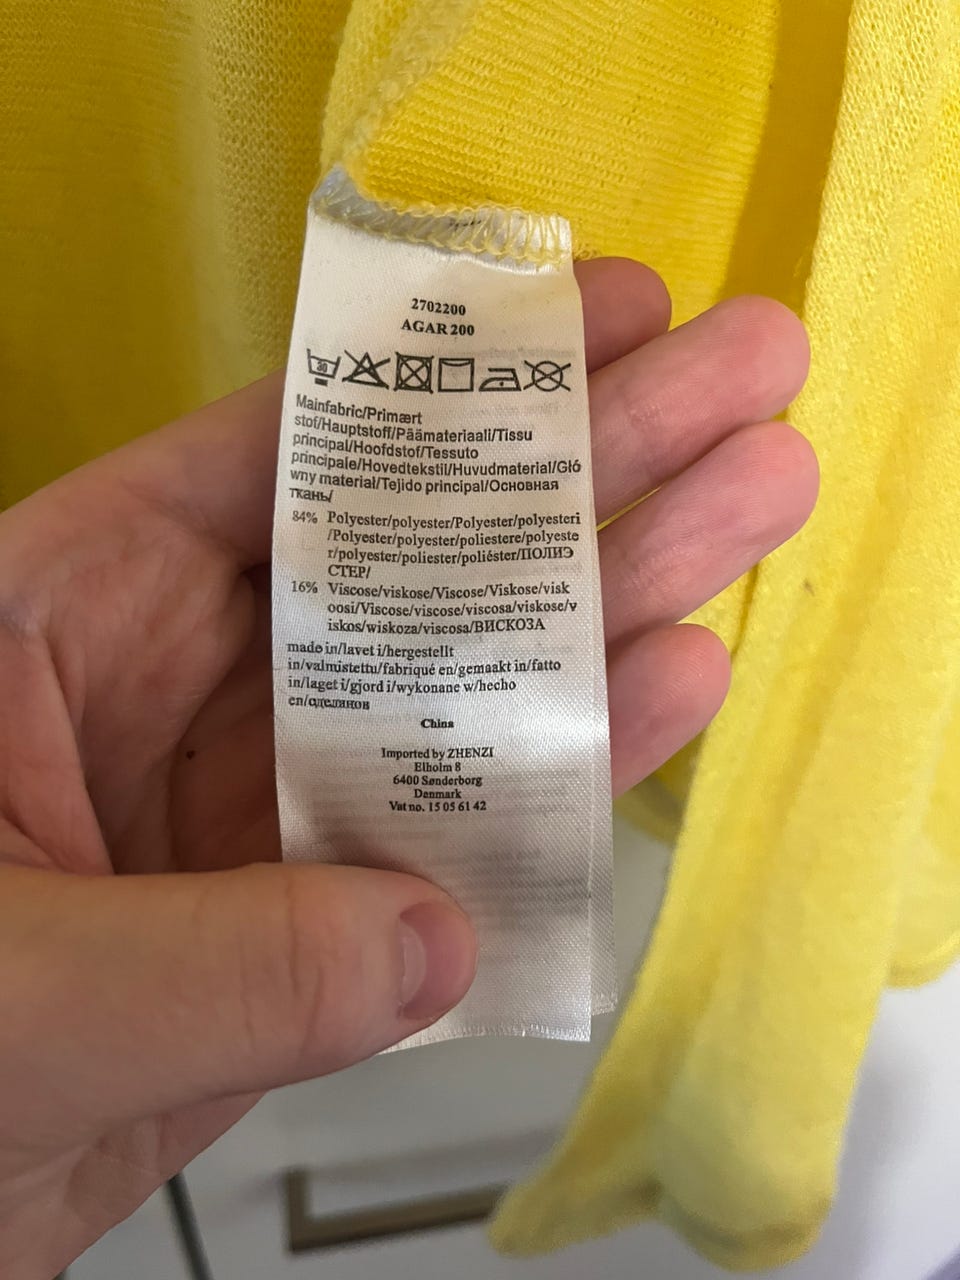 2702200
AGAR 200
30
Mainfabric/Primært
stof/Hauptstoff/Päämateriaali/Tissu
principal/Hoofdstof/Tessuto
principale/Hovedtekstil/Huvudmaterial/Głó
wny materiał/Tejido principal/Основная
ткань/
84% Polyester/polyester/Polyester/polyesteri
/Polyester/polyester/poliestere/polyeste
r/polyester/poliester/poliéster/ПОЛИЭ
СТЕР/
16% Viscose/viskose/Viscose/Viskose/visk
oosi/Viscose/viscose/viscosa/viskose/v
iskos/wiskoza/viscosa/ВИСКОЗА
made in/lavet i/hergestellt
in/valmistettu/fabriqué en/gemaakt in/fatto
in/laget i/gjord i/wykonane w/hecho
en/сделанов
China
Imported by ZHENZI
Elholm 8
6400 Sønderborg
Denmark
Vat no. 15 05 61 42